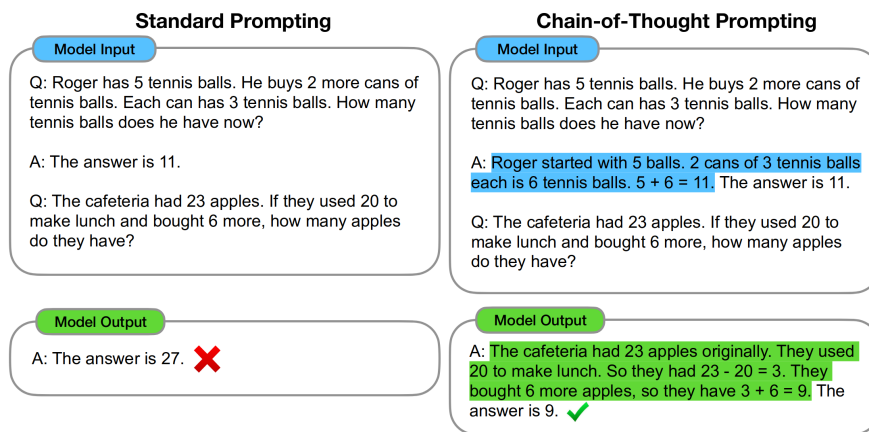 Standard Prompting
Model Input
Q: Roger has 5 tennis balls. He buys 2 more cans of
tennis balls. Each can has 3 tennis balls. How many
tennis balls does he have now?
A: The answer is 11.
Q: The cafeteria had 23 apples. If they used 20 to
make lunch and bought 6 more, how many apples
do they have?
Model Output
A: The answer is 27.
Chain-of-Thought Prompting
Model Input
Q: Roger has 5 tennis balls. He buys 2 more cans of
tennis balls. Each can has 3 tennis balls. How many
tennis balls does he have now?
A: Roger started with 5 balls. 2 cans of 3 tennis balls
each is 6 tennis balls. 5 + 6 = 11. The answer is 11.
Q: The cafeteria had 23 apples. If they used 20 to
make lunch and bought 6 more, how many apples
do they have?
Model Output
A: The cafeteria had 23 apples originally. They used
20 to make lunch. So they had 23 - 20 = 3. They
bought 6 more apples, so they have 3 + 6 = 9. The
answer is 9.